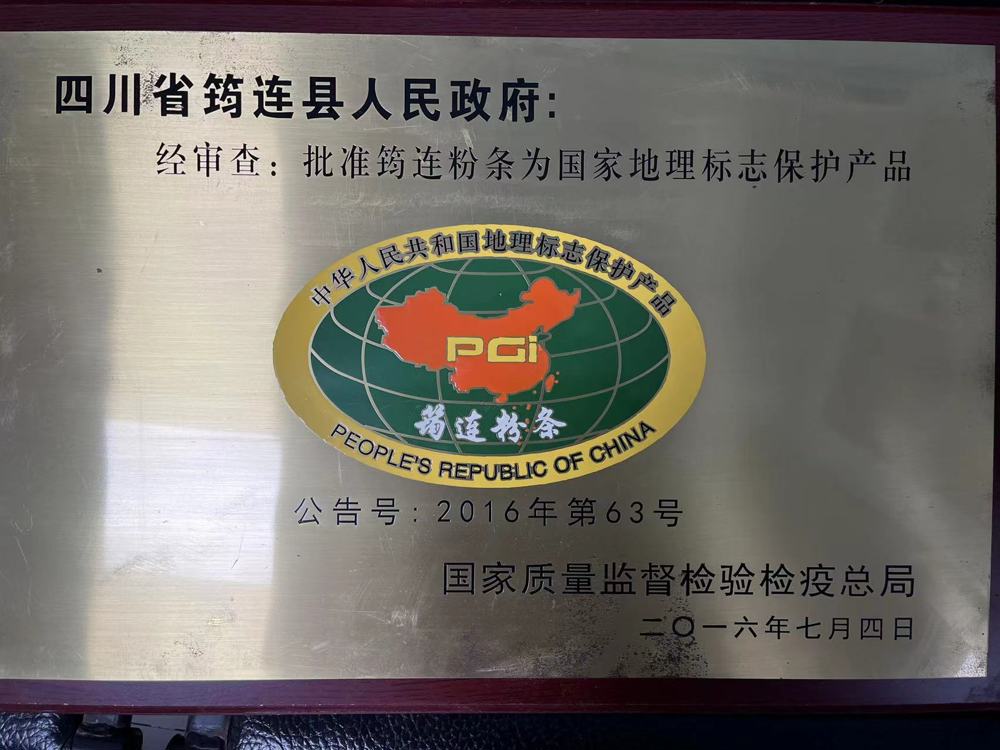 四川省筠连县人民政府:
经审查：批准筠连粉条为国家地理标志保护产品
中华人民共和国地理标志保护产品
PGi
筠连粉条
PEOPLE'S REPUBLIC OF CHINA
公告号：2016年第63号
国家质量监督检验检疫总局
二〇一六年七月四日